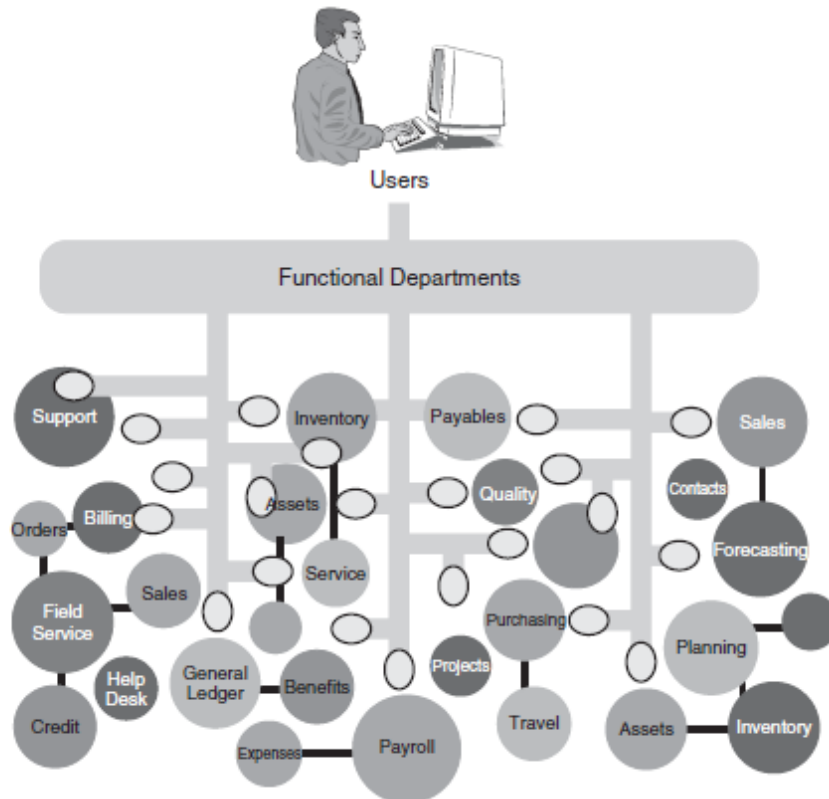 Users
Functional Departments
Support
Inventory
Payables
Sales
Orders
Billing
Assets
Quality
Contacts
Forecasting
Field
Service
Sales
Service
Purchasing
Planning
General
Ledger
Benefits
Help
Desk
Projects
Credit
Expenses
Payroll
Travel
Assets
Inventory